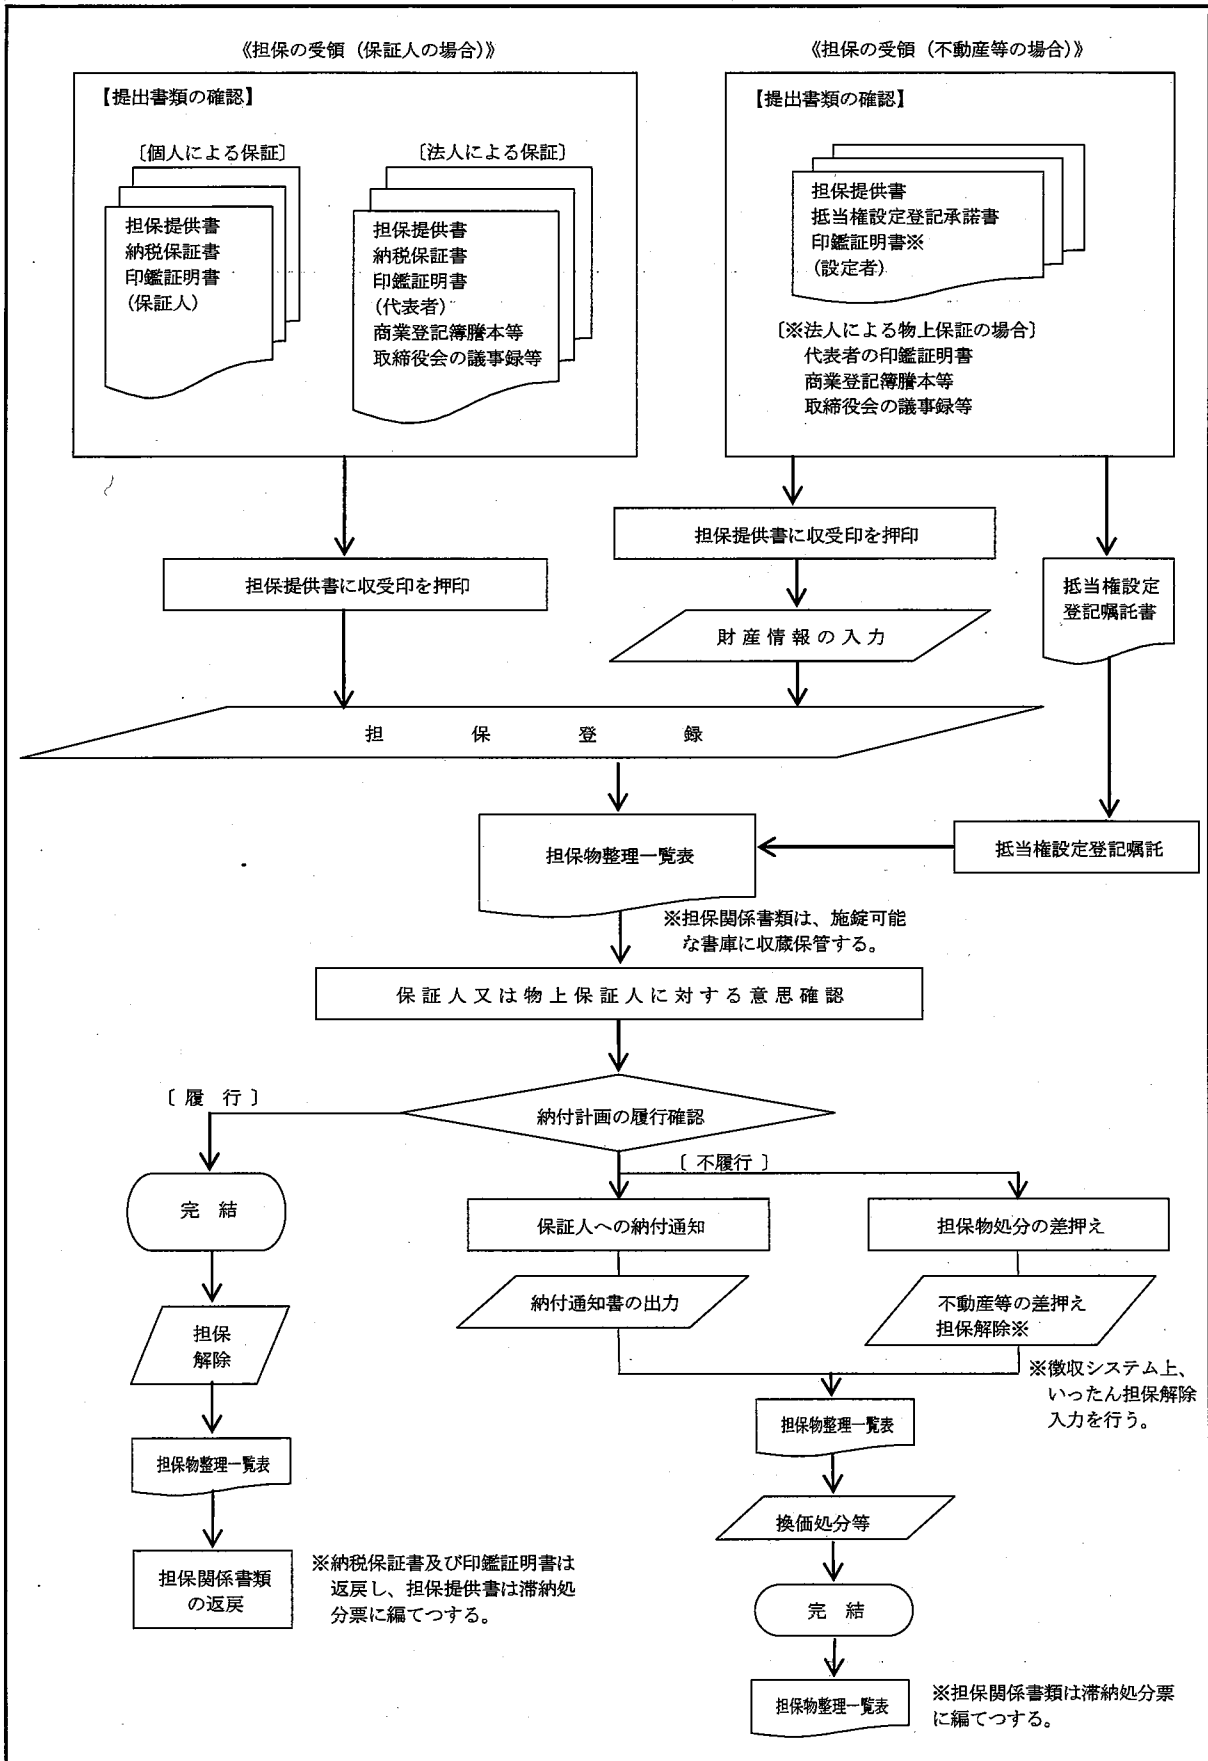 《担保の受領（保証人の場合）》
【提出書類の確認】
〔個人による保証〕
担保提供書
納税保証書
印鑑証明書
(保証人)
〔法人による保証〕
担保提供書
納税保証書
印鑑証明書
(代表者)
商業登記簿謄本等
取締役会の議事録等
《担保の受領（不動産等の場合）》
【提出書類の確認】
担保提供書
抵当権設定登記承諾書
印鑑証明書※
(設定者)
〔※法人による物上保証の場合〕
代表者の印鑑証明書
商業登記簿謄本等
取締役会の議事録等
担保提供書に収受印を押印
担保提供書に収受印を押印
抵当権設定
登記嘱託書
財産情報の入力
担保登録
担保物整理一覧表
抵当権設定登記嘱託
※担保関係書類は、施錠可能
な書庫に収蔵保管する。
保証人又は物上保証人に対する意思確認
納付計画の履行確認
〔履行〕
〔不履行〕
完結
保証人への納付通知
担保物処分の差押え
納付通知書の出力
不動産等の差押え
担保解除※
担保
解除
※徴収システム上、
いったん担保解除
入力を行う。
担保物整理一覧表
担保物整理一覧表
換価処分等
担保関係書類
の返戻
※納税保証書及び印鑑証明書は
返戻し、担保提供書は滞納処
分票に編てつする。
完結
担保物整理一覧表
※担保関係書類は滞納処分票
に編てつする。